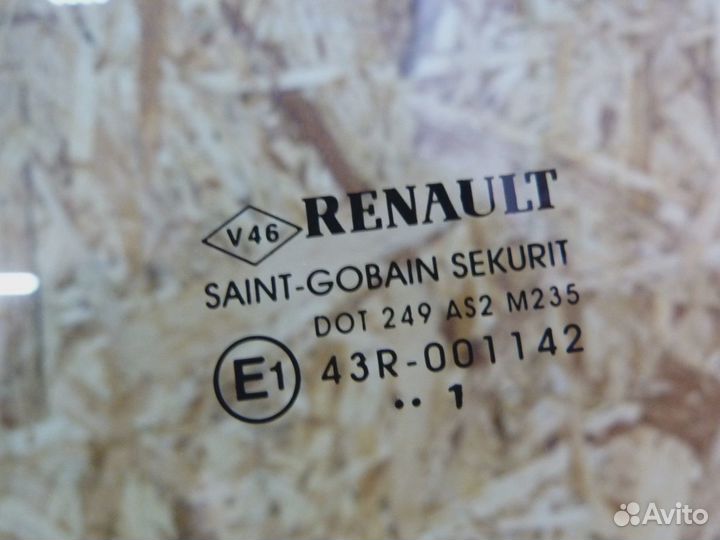 V46 RENAULT
SAINT-GOBAIN SEKURIT
DOT 249 AS2 M235
E1 43R-001142
•• 1
Avito